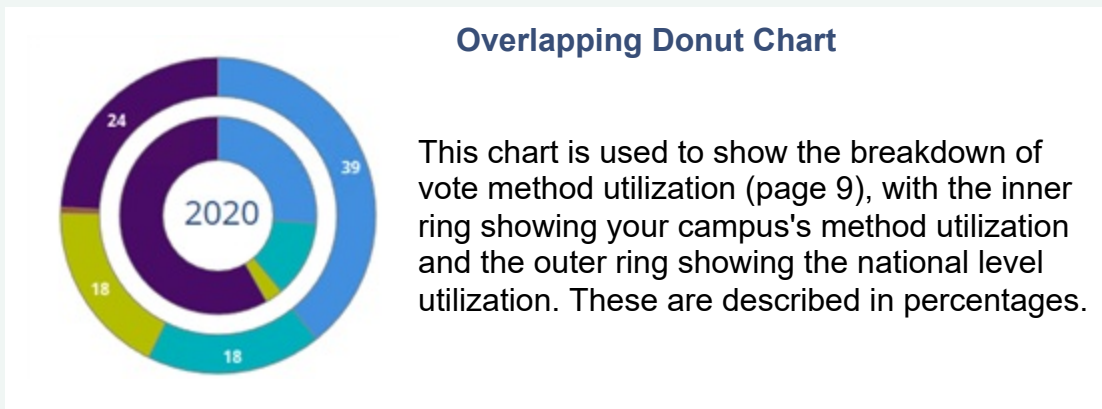 Overlapping Donut Chart
24
39
2020
18
18
This chart is used to show the breakdown of
vote method utilization (page 9), with the inner
ring showing your campus's method utilization
and the outer ring showing the national level
utilization. These are described in percentages.